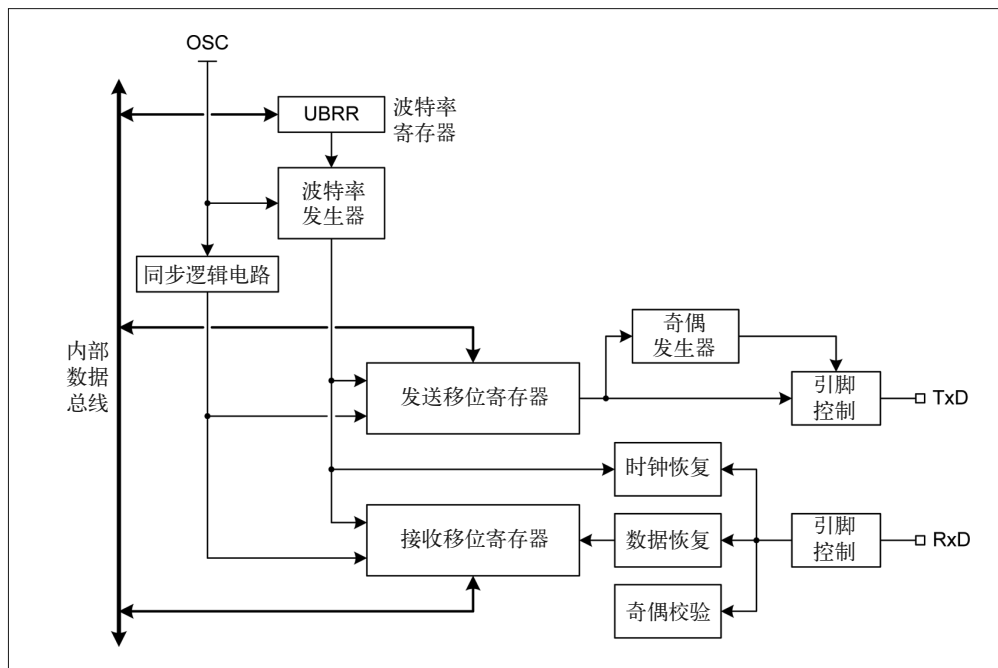 OSC
UBRR
波特率
寄存器
波特率
发生器
同步逻辑电路
内部
数据
总线
奇偶
发生器
发送移位寄存器
引脚
控制
TxD
时钟恢复
接收移位寄存器
数据恢复
引脚
控制
RxD
奇偶校验